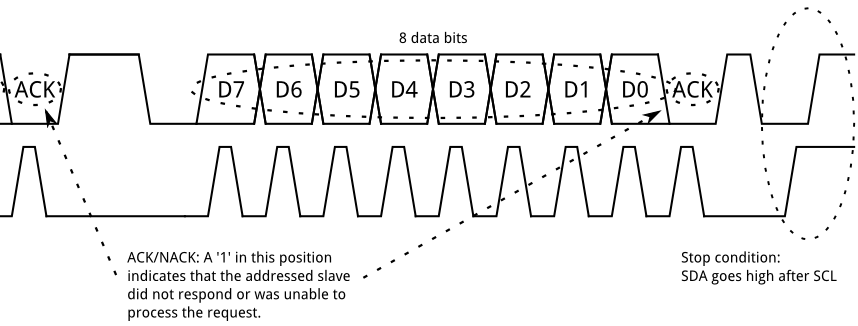 8 data bits
ACK D7 D6 D5 D4 D3 D2 D1 D0 ACK
ACK/NACK: A '1' in this position
indicates that the addressed slave
did not respond or was unable to
process the request.
Stop condition:
SDA goes high after SCL